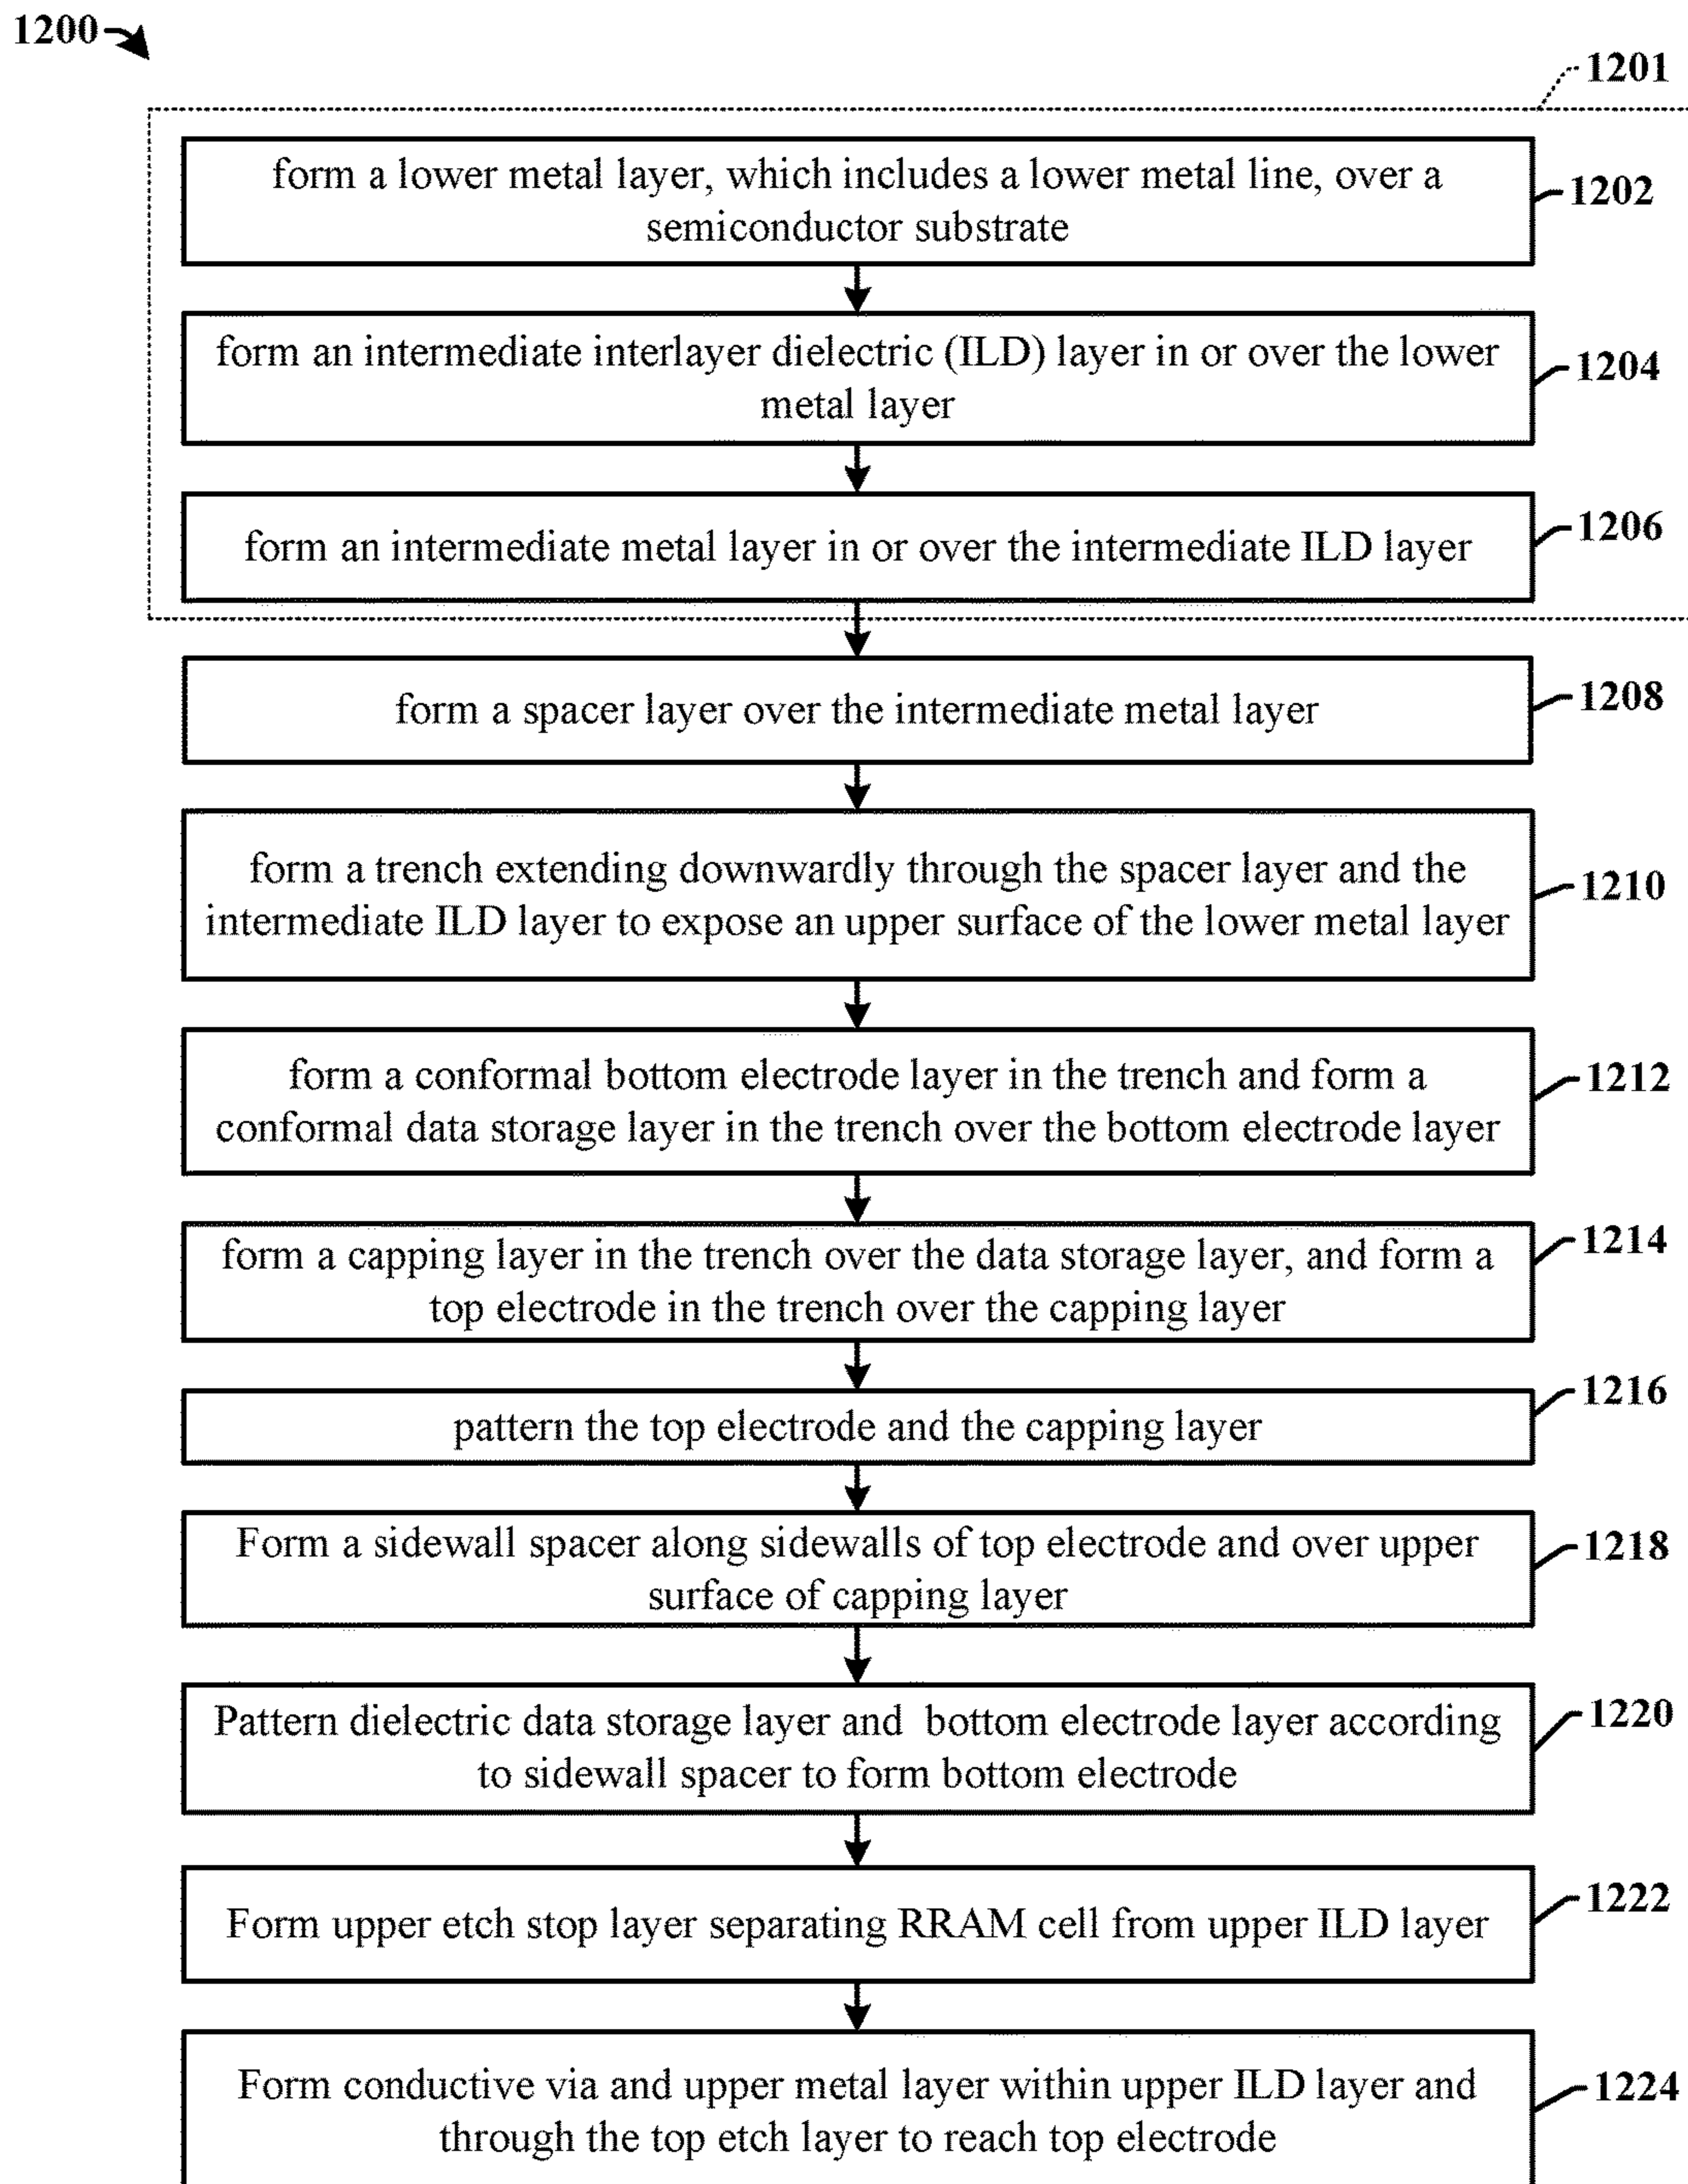 1200
1201
form a lower metal layer, which includes a lower metal line, over a
semiconductor substrate
1202
form an intermediate interlayer dielectric (ILD) layer in or over the lower
metal layer
1204
form an intermediate metal layer in or over the intermediate ILD layer
1206
form a spacer layer over the intermediate metal layer
1208
form a trench extending downwardly through the spacer layer and the
intermediate ILD layer to expose an upper surface of the lower metal layer
1210
form a conformal bottom electrode layer in the trench and form a
conformal data storage layer in the trench over the bottom electrode layer
1212
form a capping layer in the trench over the data storage layer, and form a
top electrode in the trench over the capping layer
1214
pattern the top electrode and the capping layer
1216
Form a sidewall spacer along sidewalls of top electrode and over upper
surface of capping layer
1218
Pattern dielectric data storage layer and bottom electrode layer according
to sidewall spacer to form bottom electrode
1220
Form upper etch stop layer separating RRAM cell from upper ILD layer
1222
Form conductive via and upper metal layer within upper ILD layer and
through the top etch layer to reach top electrode
1224